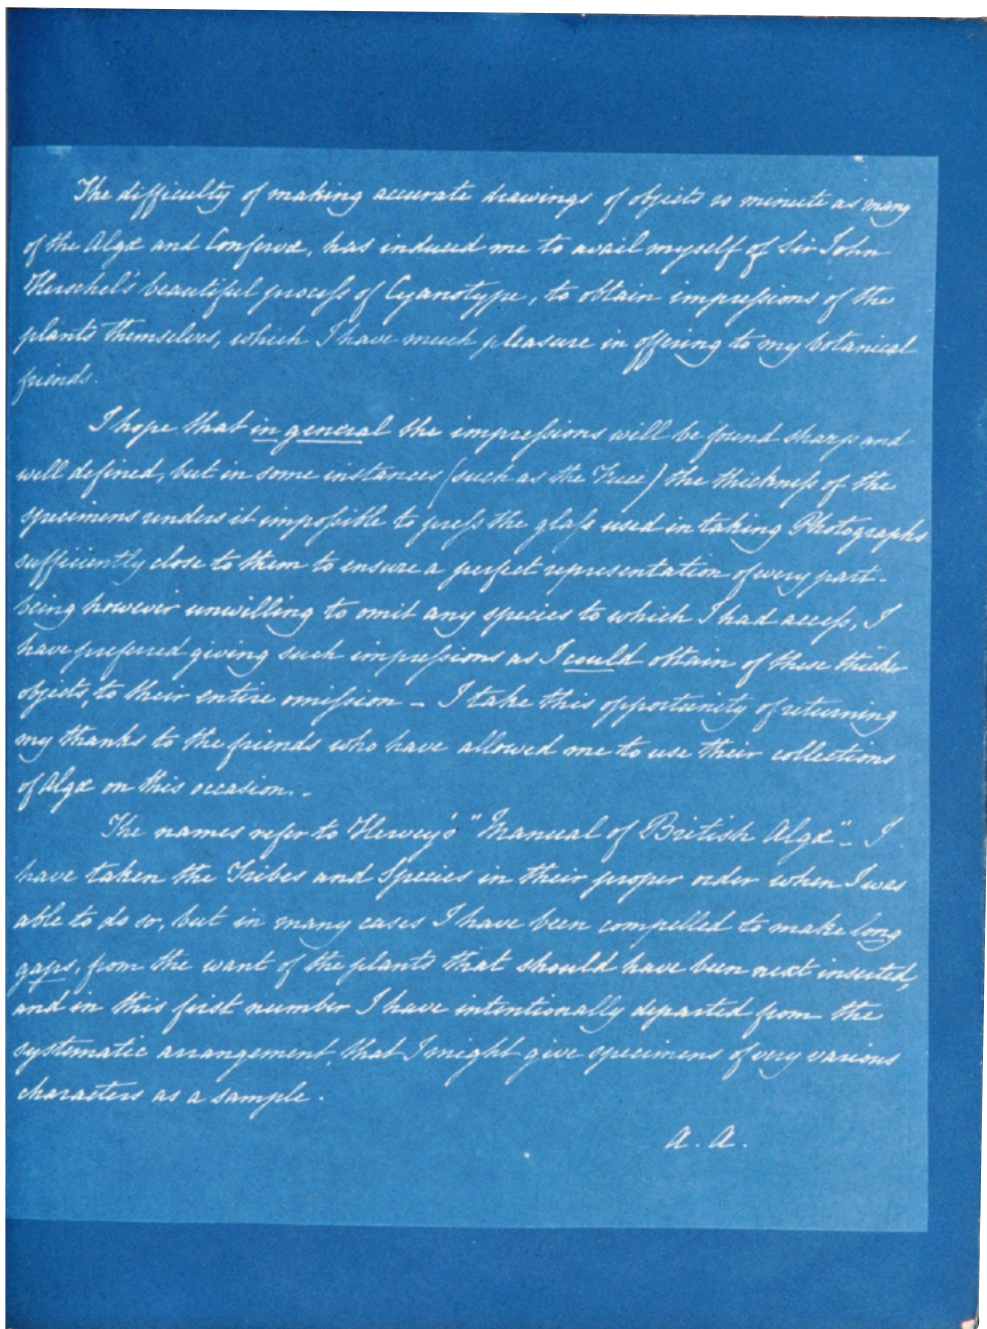 The difficulty of making accurate drawings of objects so minute as many
of the Algæ and Confervæ, has induced me to avail myself of Sir John
Herschel's beautiful process of Cyanotype, to obtain impressions of the
plants themselves, which I have much pleasure in offering to my botanical
friends.
I hope that in general the impressions will be found sharp and
well defined, but in some instances (such as the Fuci) the thickness of the
specimens renders it impossible to press the glass used in taking Photographs
sufficiently close to them to ensure a perfect representation of every part.
being however unwilling to omit any species to which I had access, I
have preferred giving such impressions as I could obtain of these thicker
objects, to their entire omission - I take this opportunity of returning
my thanks to the friends who have allowed me to use their collections
of Algæ on this occasion. -
The names refer to Harvey's "Manual of British Algæ" - I
have taken the Tribes and Species in their proper order when I was
able to do so, but in many cases I have been compelled to make long
gaps, from the want of the plants that should have been next inserted,
and in this first number I have intentionally departed from the
systematic arrangement that I might give specimens of very various
characters as a sample.
A. A.